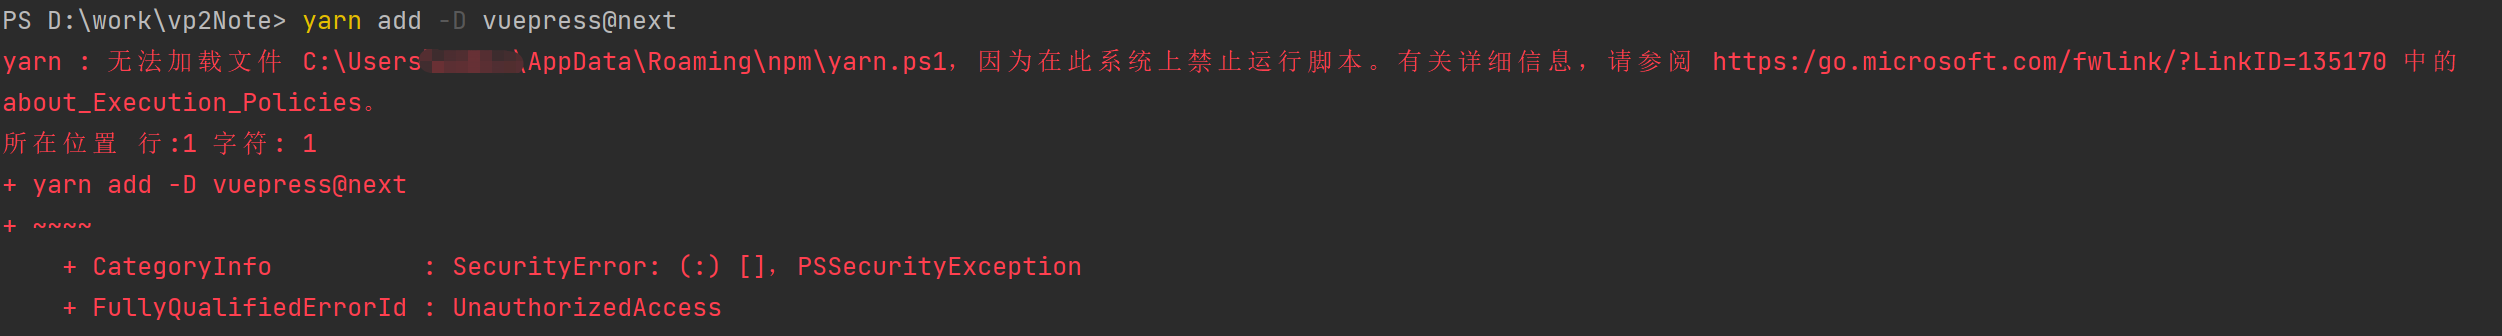 PS D:\work\vp2Note> yarn add -D vuepress@next
yarn : 无法加载文件 C:\Users\AppData\Roaming\npm\yarn.ps1，因为在此系统上禁止运行脚本。有关详细信息，请参阅 https:/go.microsoft.com/fwlink/?LinkID=135170 中的
about_Execution_Policies。
所在位置 行:1 字符: 1
+ yarn add -D vuepress@next
+ ~~~~
    + CategoryInfo          : SecurityError: (:) []，PSSecurityException
    + FullyQualifiedErrorId : UnauthorizedAccess